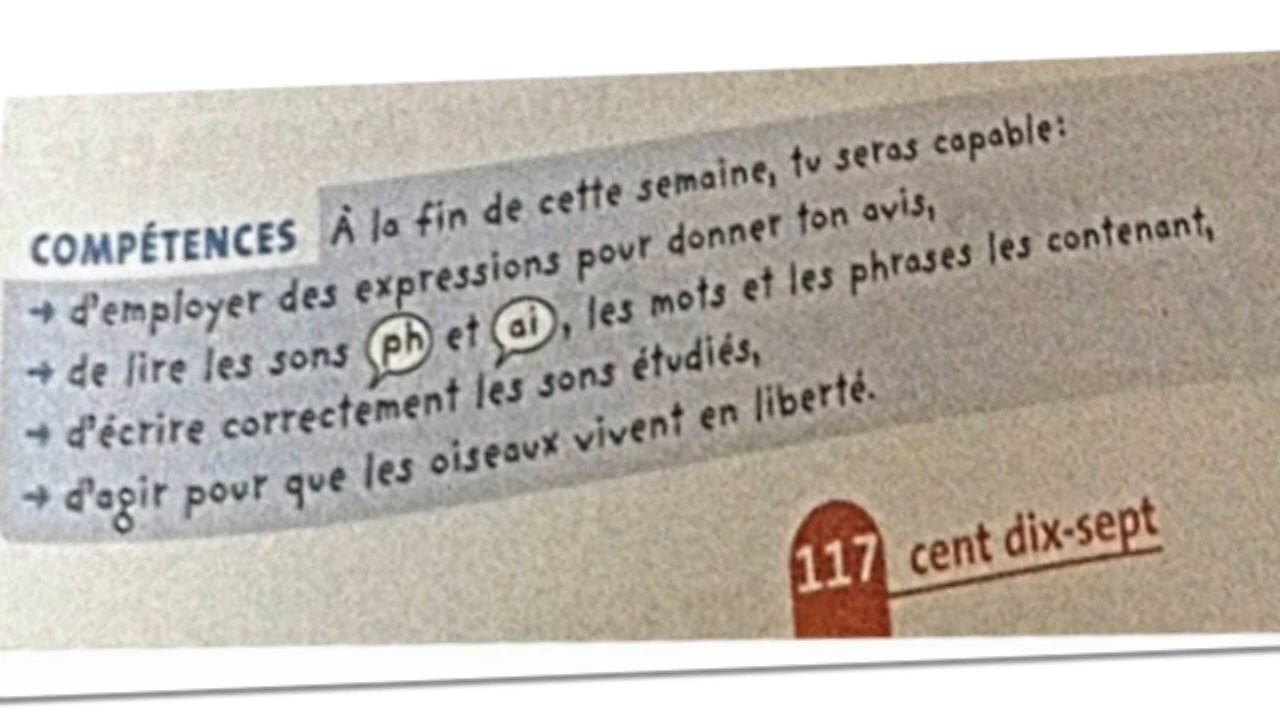 COMPÉTENCES À la fin de cette semaine, tu seras capable:
→ d'employer des expressions pour donner ton avis,
→ de lire les sons ph et ai, les mots et les phrases les contenant,
→ d'écrire correctement les sons étudiés,
→ d'agir pour que les oiseaux vivent en liberté.
117 cent dix-sept